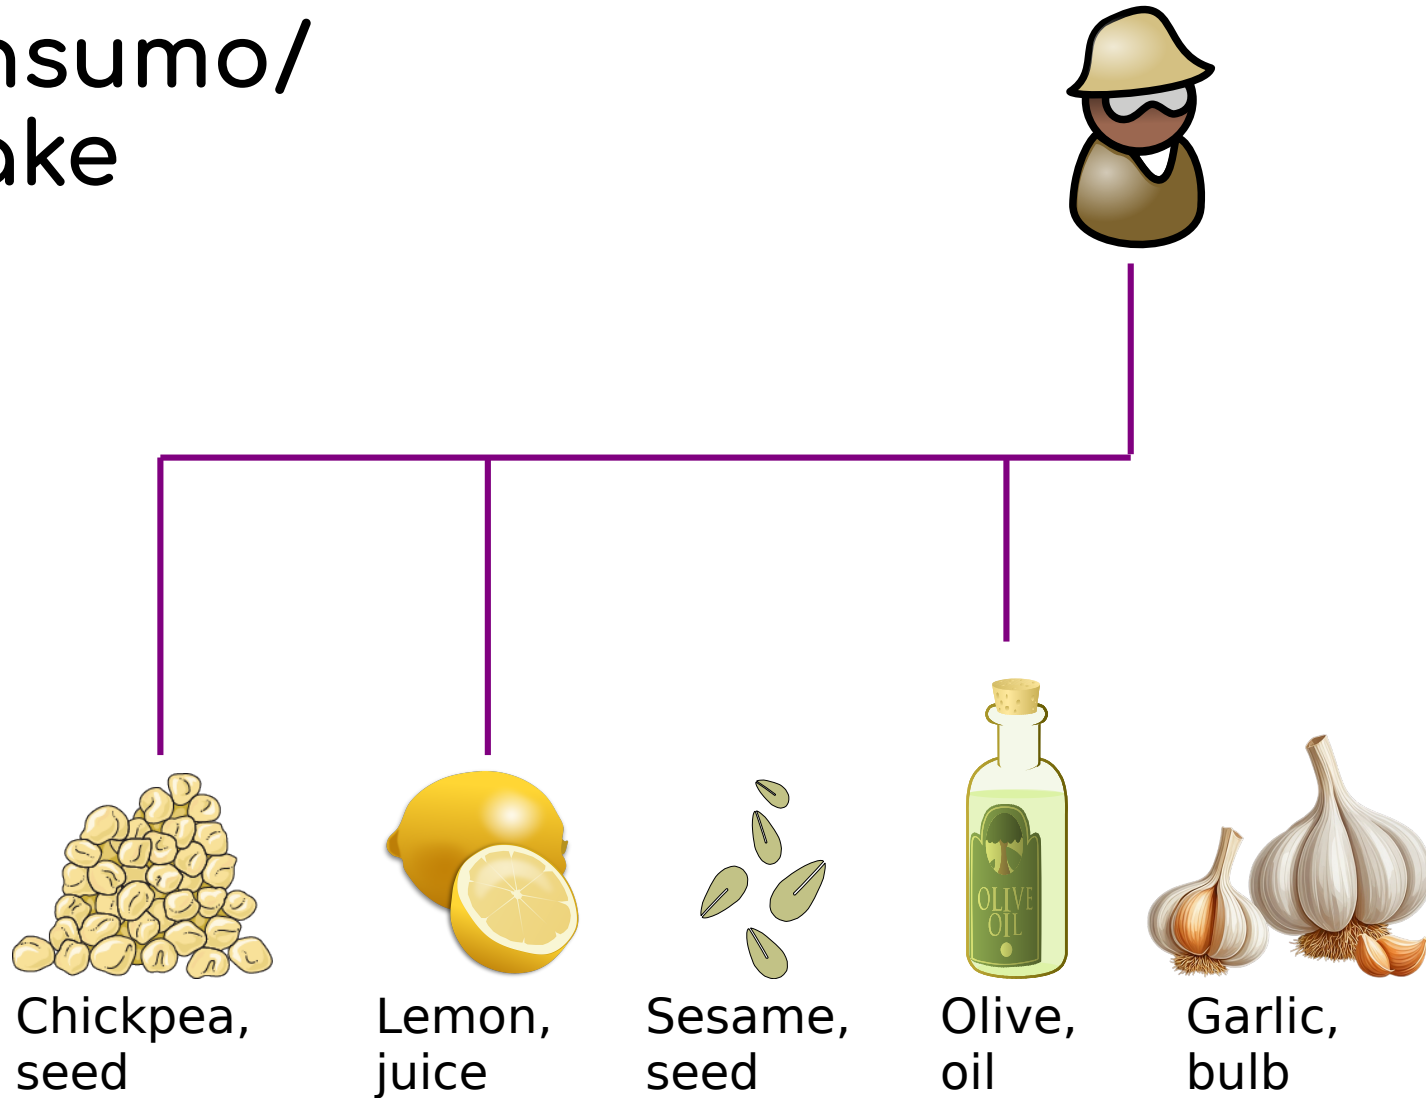 nsumo/
ake
OLIVE
OIL
Chickpea,
seed
Lemon,
juice
Sesame,
seed
Olive,
oil
Garlic,
bulb